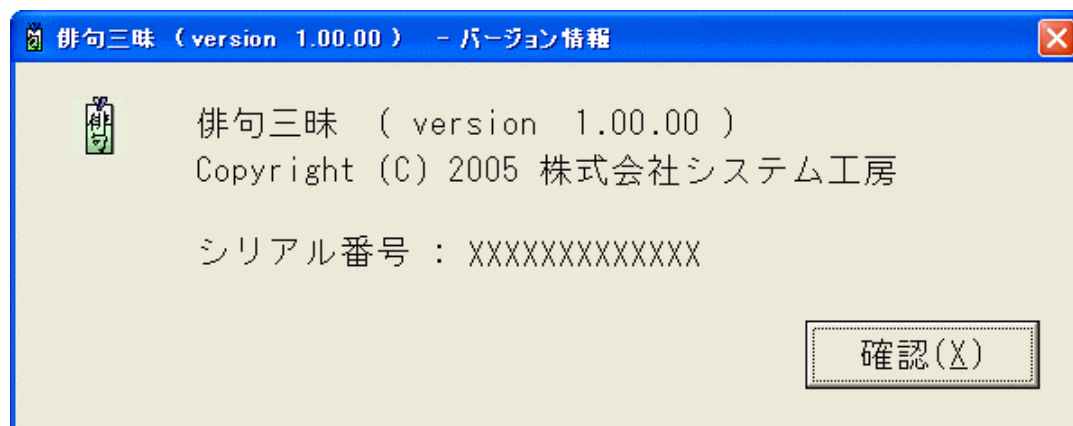 俳句三昧 ( version 1.00.00 ) - バージョン情報
俳句
俳句三昧 ( version 1.00.00 )
Copyright (C) 2005 株式会社システム工房
シリアル番号 : XXXXXXXXXXXXX
確認(X)